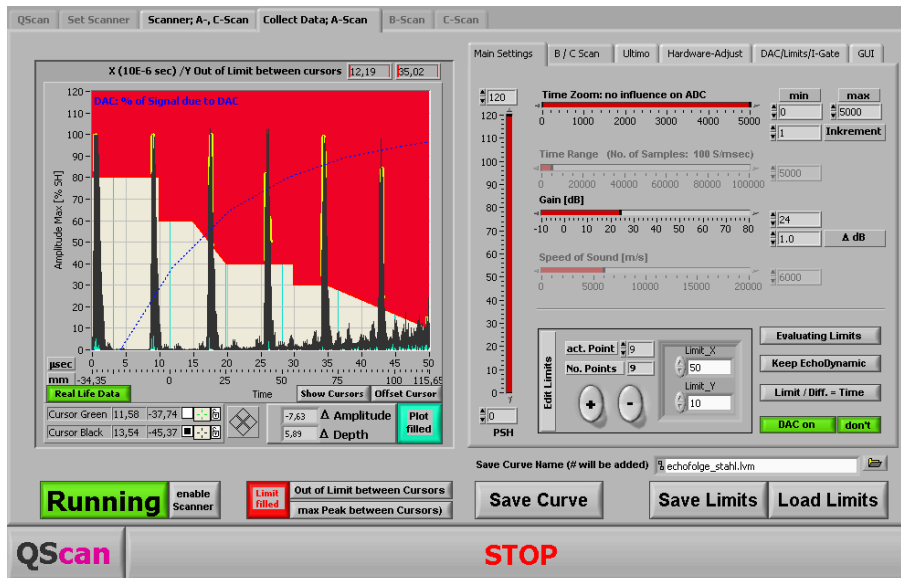 QScan Set Scanner Scanner; A-, C-Scan Collect Data; A-Scan B-Scan C-Scan
Main Settings B / C Scan Ultimo Hardware-Adjust DAC/Limits/I-Gate GUI
X (10E-6 sec) /Y Out of Limit between cursors 12,19 35,02
DAC: % of Signal due to DAC
Amplitude Max [% SH]
120
110
100
90
80
70
60
50
40
30
20
10
0
µsec 0 5 10 15 20 25 30 35 40 45 50
mm -34,35 0 25 50 75 100 115,65
Real Life Data Time Show Cursors Offset Cursor
Cursor Green 11,58 -37,74
Cursor Black 13,54 -45,37
-7,63 Δ Amplitude
5,89 Δ Depth
Plot filled
120
120
100
90
80
70
60
50
40
30
20
10
0
0
PSH
Time Zoom: no influence on ADC
0 1000 2000 3000 4000 5000
min max
0 5000
1 Inkrement
Time Range (No. of Samples: 100 S/msec)
0 20000 40000 60000 80000 100000
5000
Gain [dB]
-10 0 10 20 30 40 50 60 70 80
24
1.0 Δ dB
Speed of Sound [m/s]
0 5000 10000 15000 20000
6000
Edit Limits
act. Point 9
No. Points 9
+ -
Limit_X
50
Limit_Y
10
Evaluating Limits
Keep EchoDynamic
Limit / Diff. = Time
DAC on don't
Save Curve Name (# will be added) echofolge_stahl.lvm
Running
enable
Scanner
Limit
filled
Out of Limit between Cursors
max Peak between Cursors)
Save Curve Save Limits Load Limits
QScan STOP